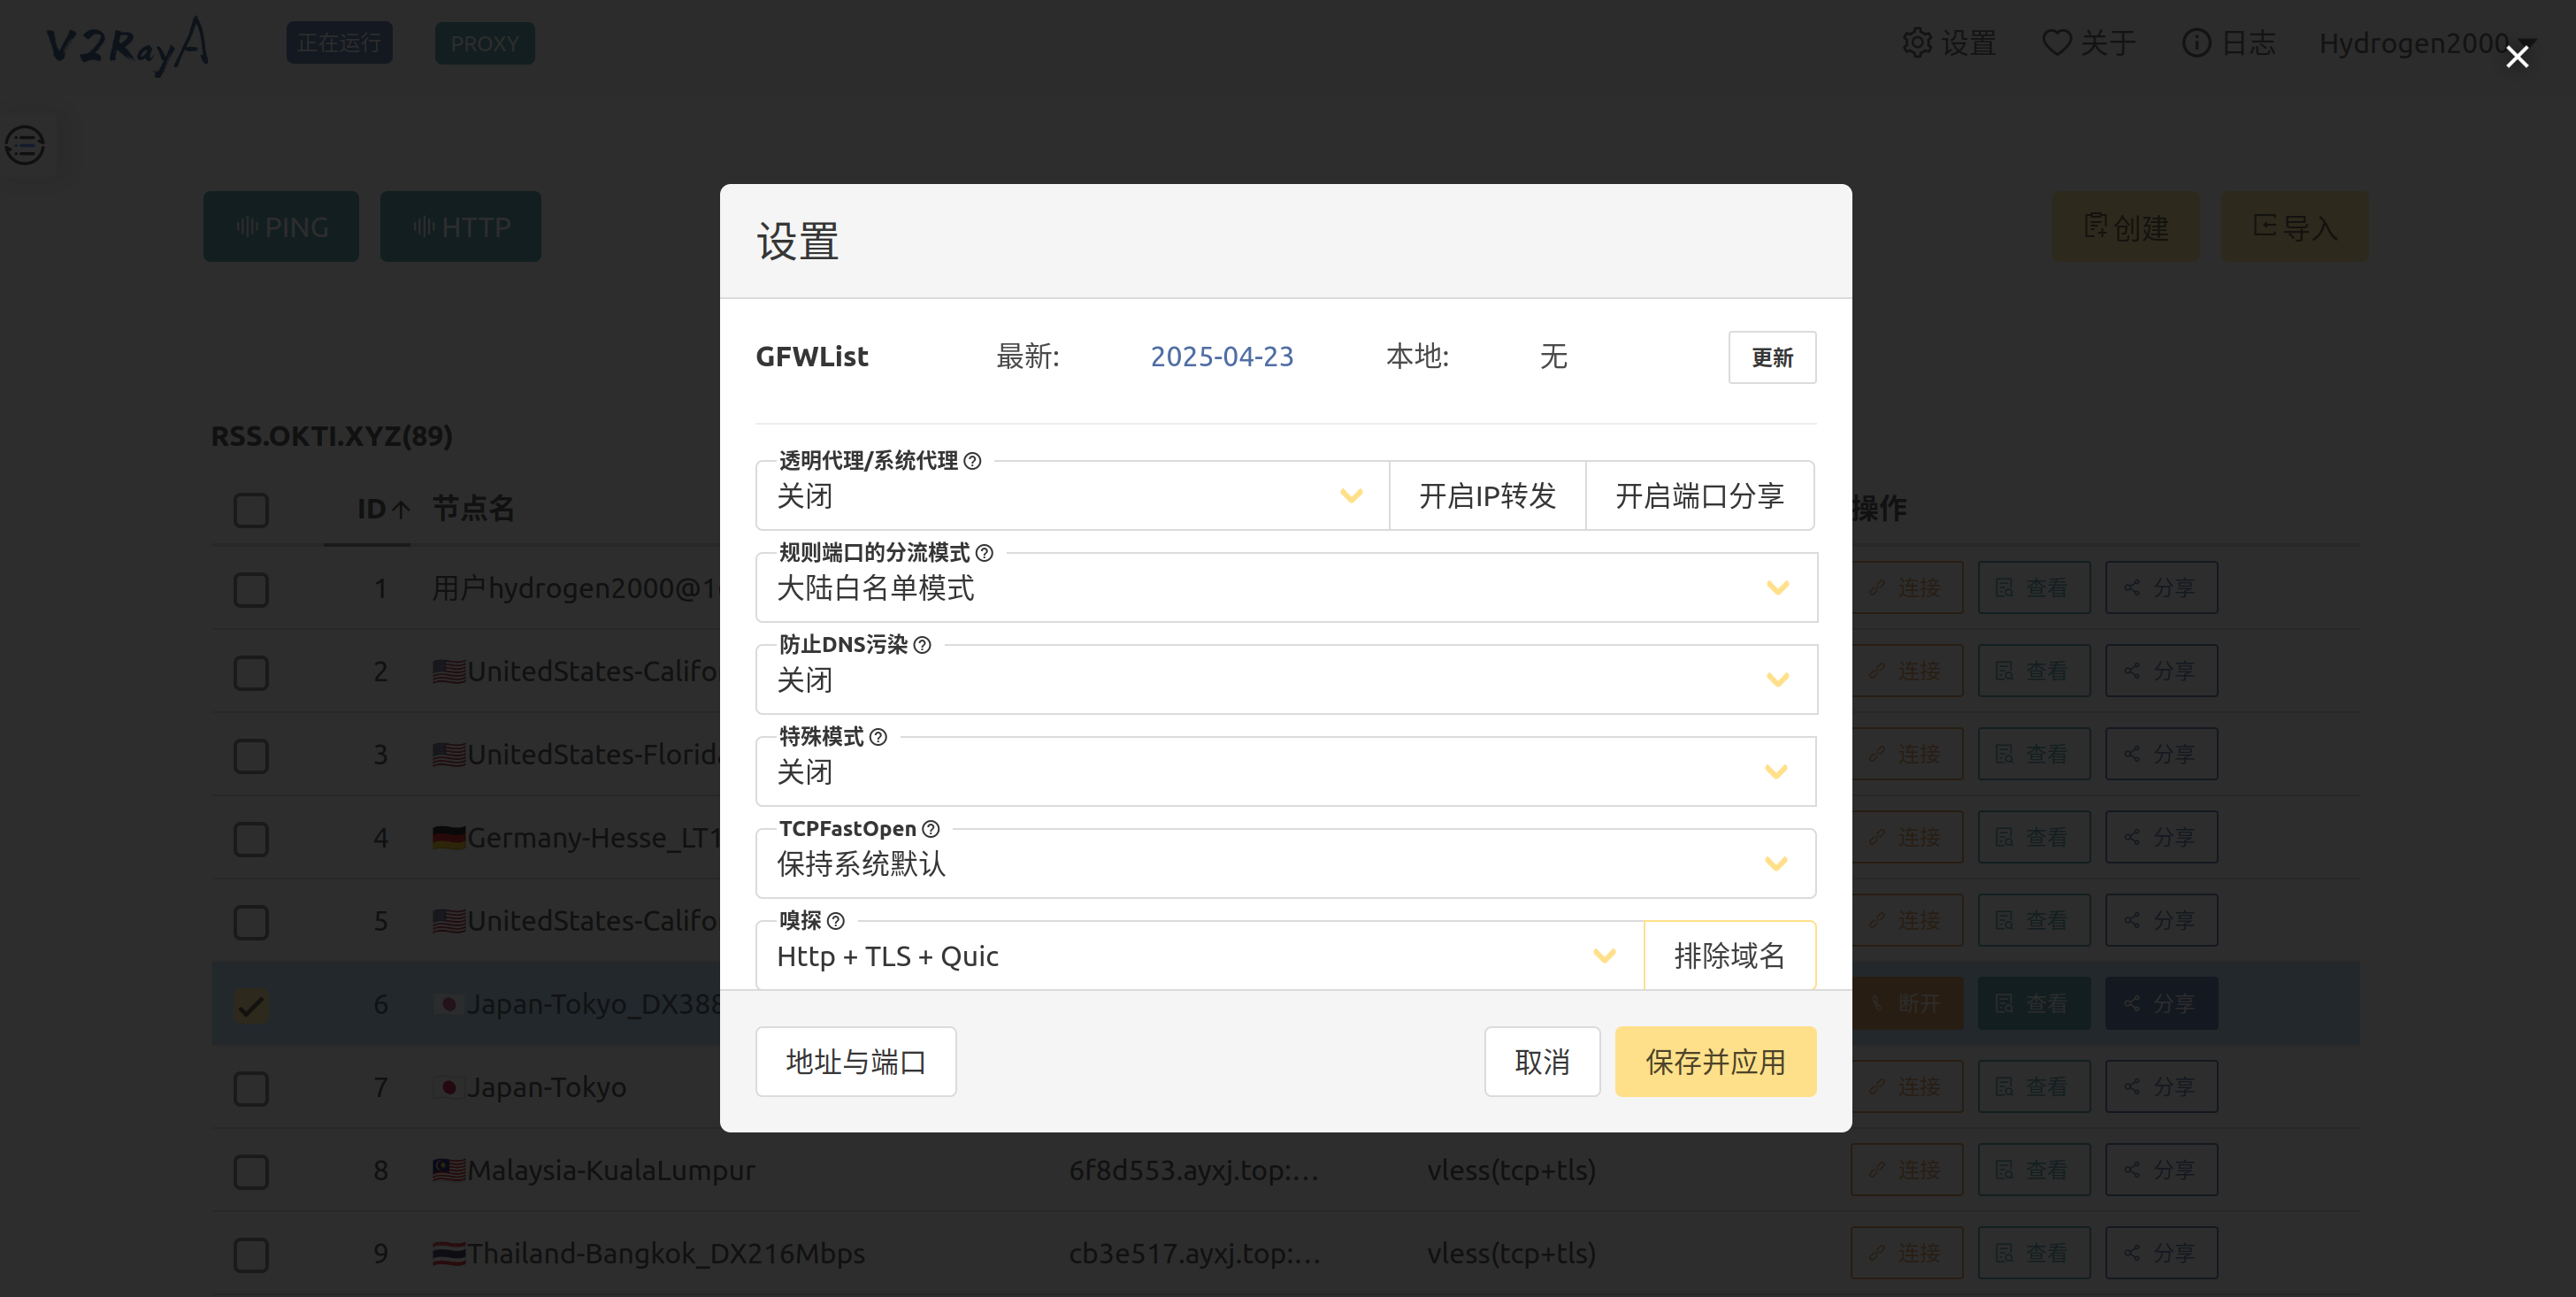 V2RayA 正在运行 PROXY 设置 关于 日志 Hydrogen2000
PING HTTP 创建 导入
设置
GFWList 最新: 2025-04-23 本地: 无 更新
RSS.OKTI.XYZ(89)
透明代理/系统代理
关闭 开启IP转发 开启端口分享
ID 节点名 操作
规则端口的分流模式
大陆白名单模式
1 用户hydrogen2000@1 连接 查看 分享
防止DNS污染
关闭
2 UnitedStates-Califo 连接 查看 分享
特殊模式
关闭
3 UnitedStates-Florida 连接 查看 分享
TCPFastOpen
保持系统默认
4 Germany-Hesse_LT1 连接 查看 分享
嗅探
Http + TLS + Quic 排除域名
5 UnitedStates-Califo 连接 查看 分享
6 Japan-Tokyo_DX388 断开 查看 分享
地址与端口 取消 保存并应用
7 Japan-Tokyo 连接 查看 分享
8 Malaysia-KualaLumpur 6f8d553.ayxj.top:... vless(tcp+tls) 连接 查看 分享
9 Thailand-Bangkok_DX216Mbps cb3e517.ayxj.top:... vless(tcp+tls) 连接 查看 分享